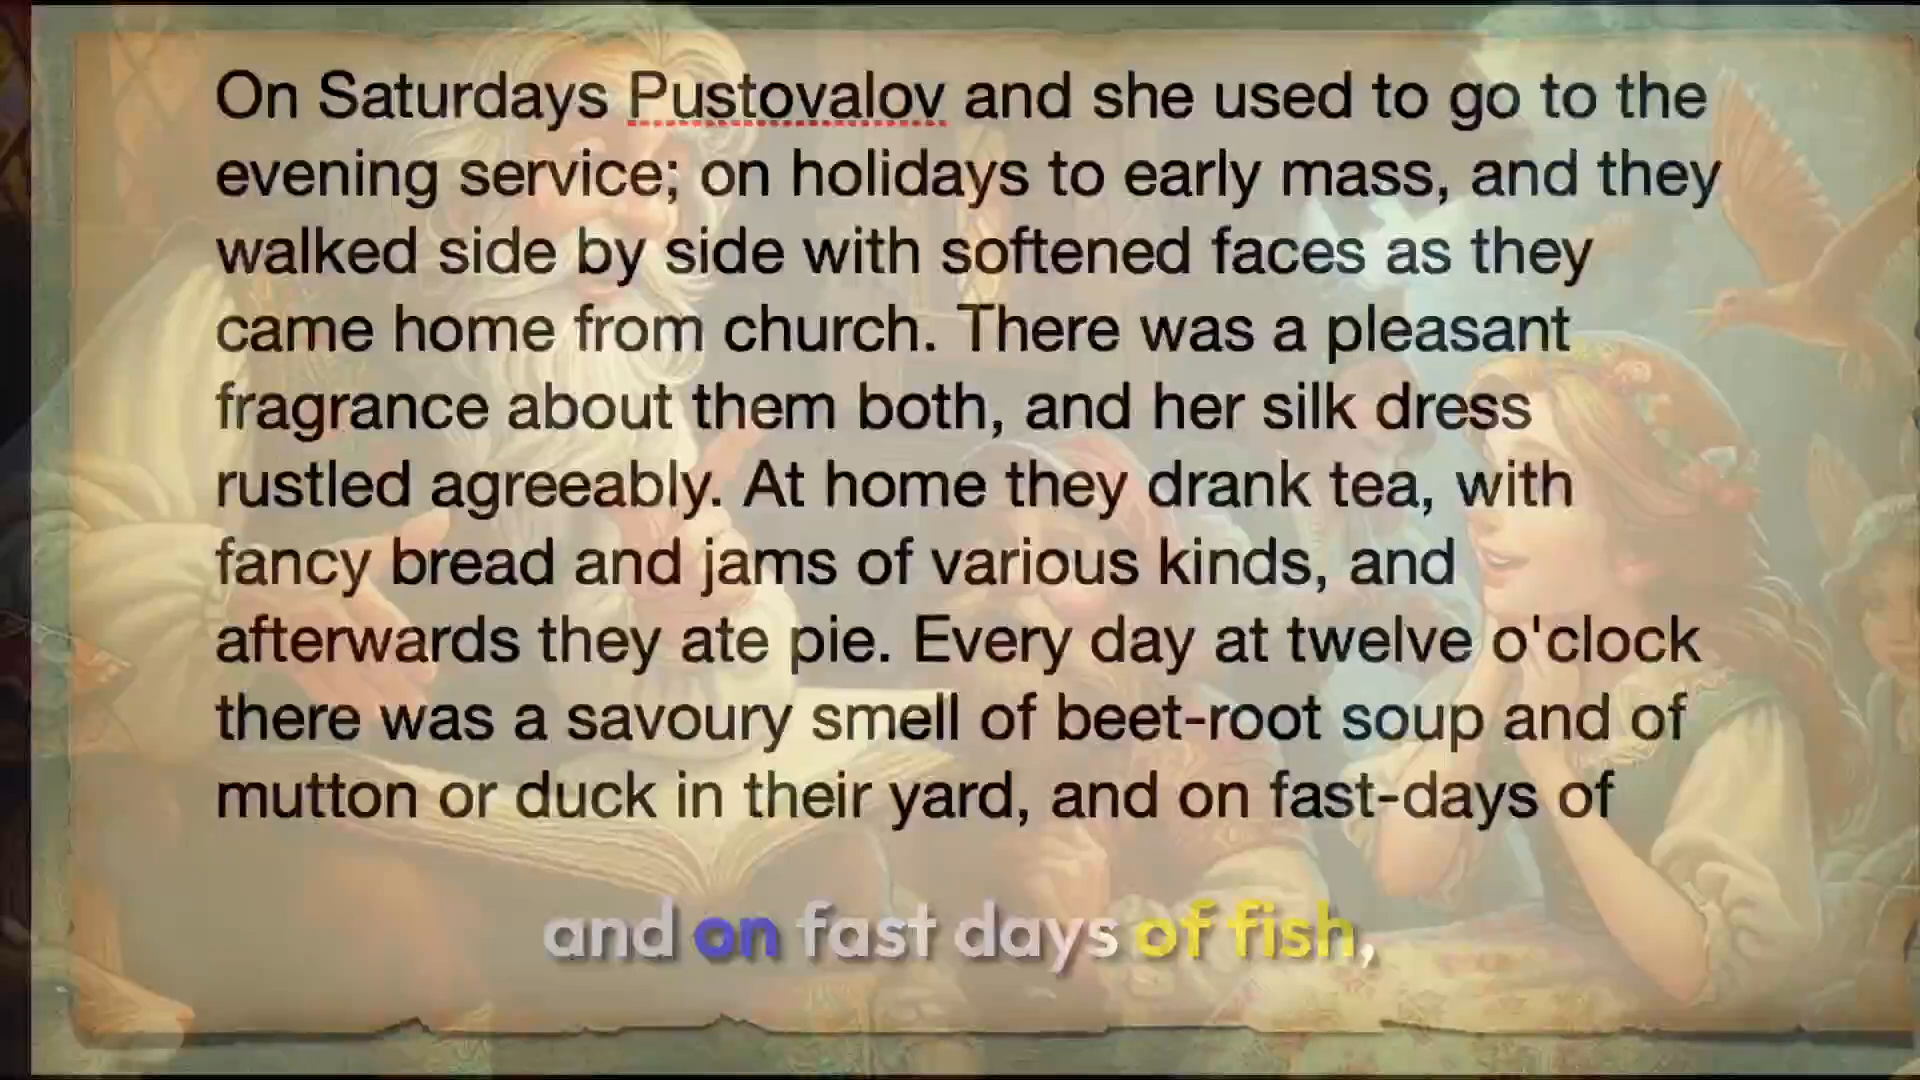 On Saturdays Pustovalov and she used to go to the
evening service; on holidays to early mass, and they
walked side by side with softened faces as they
came home from church. There was a pleasant
fragrance about them both, and her silk dress
rustled agreeably. At home they drank tea, with
fancy bread and jams of various kinds, and
afterwards they ate pie. Every day at twelve o'clock
there was a savoury smell of beet-root soup and of
mutton or duck in their yard, and on fast-days of
and on fast days of fish,